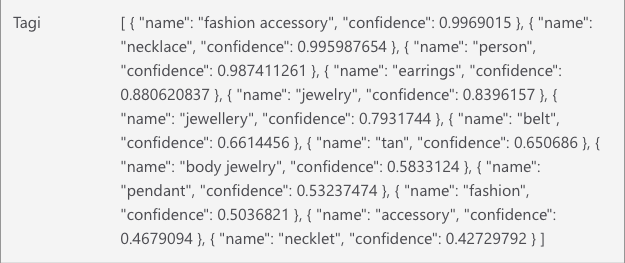 Tagi
[ { "name": "fashion accessory", "confidence": 0.9969015 }, { "name":
"necklace", "confidence": 0.995987654 }, { "name": "person",
"confidence": 0.987411261 }, { "name": "earrings", "confidence":
0.880620837 }, { "name": "jewelry", "confidence": 0.8396157 }, {
"name": "jewellery", "confidence": 0.7931744 }, { "name": "belt",
"confidence": 0.6614456 }, { "name": "tan", "confidence": 0.650686 }, {
"name": "body jewelry", "confidence": 0.5833124 }, { "name":
"pendant", "confidence": 0.53237474 }, { "name": "fashion",
"confidence": 0.5036821 }, { "name": "accessory", "confidence":
0.4679094 }, { "name": "necklet", "confidence": 0.42729792 } ]